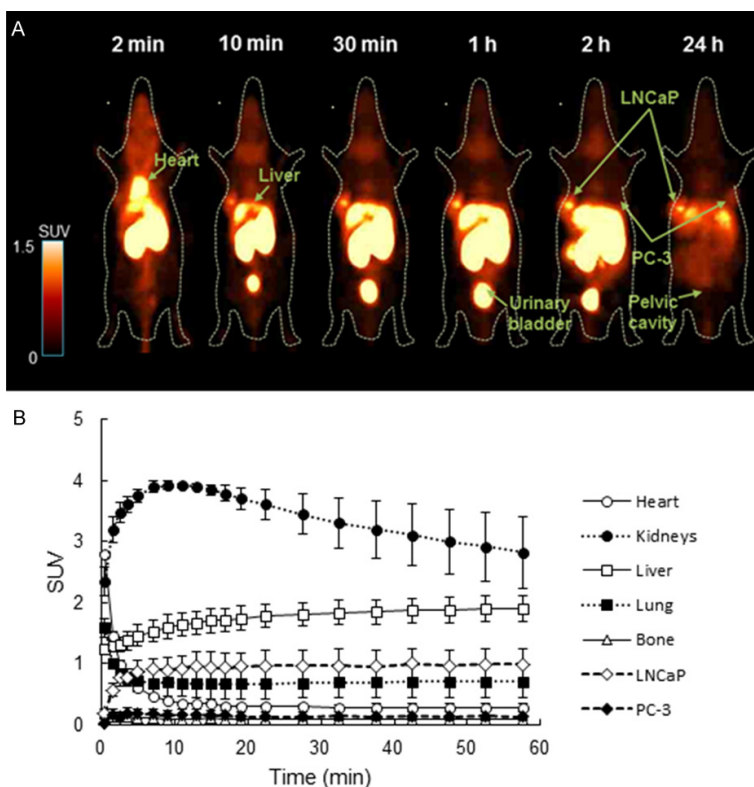 A
2 min 10 min 30 min 1 h 2 h 24 h
LNCaP
Heart
Liver
SUV
1.5
PC-3
Urinary
bladder
Pelvic
cavity
0
B
5
4
3
2
1
0
SUV
0 10 20 30 40 50 60
Time (min)
Heart
Kidneys
Liver
Lung
Bone
LNCaP
PC-3